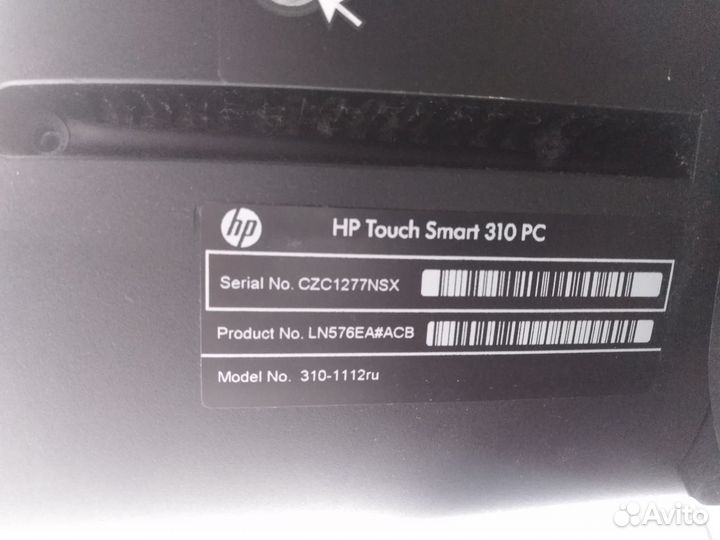 hp HP Touch Smart 310 PC
Serial No. CZC1277NSX
Product No. LN576EA#ACB
Model No. 310-1112ru
Avito